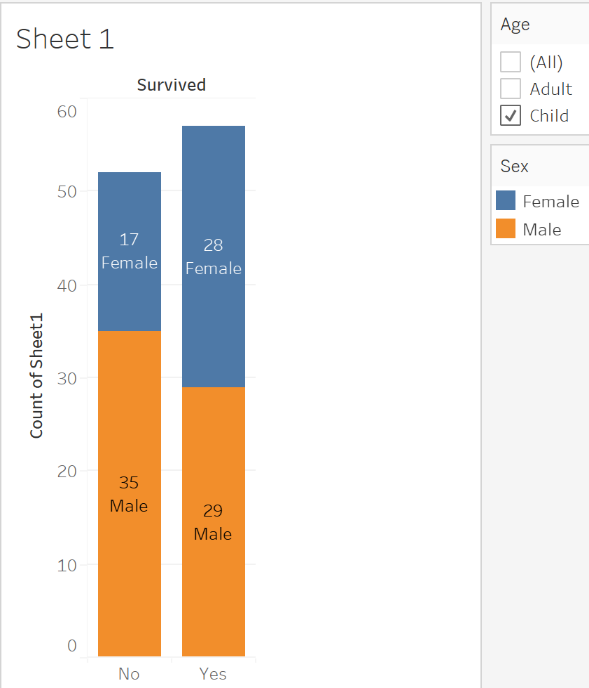 Sheet 1
Survived
60
50
40
30
20
10
0
Count of Sheet1
17
Female
28
Female
35
Male
29
Male
No
Yes
Age
(All)
Adult
Child
Sex
Female
Male